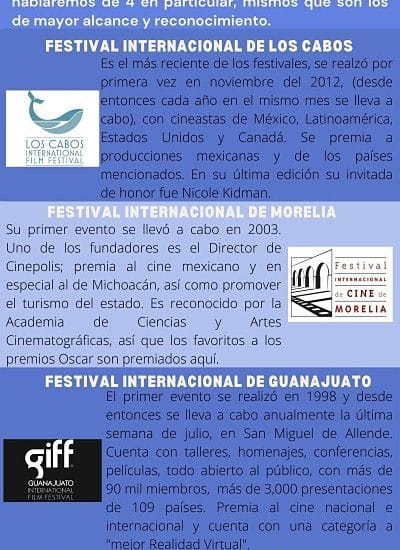 hablaremos de 4 en particular, mismos que son los
de mayor alcance y reconocimiento.
FESTIVAL INTERNACIONAL DE LOS CABOS
Es el más reciente de los festivales, se realzó por
primera vez en noviembre del 2012, (desde
entonces cada año en el mismo mes se lleva a
cabo), con cineastas de México, Latinoamérica,
Estados Unidos y Canadá. Se premia a
producciones mexicanas y de los países
mencionados. En su última edición su invitada
de honor fue Nicole Kidman.
LOS CABOS
INTERNATIONAL
FILM FESTIVAL
FESTIVAL INTERNACIONAL DE MORELIA
Su primer evento se llevó a cabo en 2003.
Uno de los fundadores es el Director de
Cinepolis; premia al cine mexicano y en
especial al de Michoacán, así como promover
el turismo del estado. Es reconocido por la
Academia de Ciencias y Artes
Cinematográficas, así que los favoritos a los
premios Oscar son premiados aquí.
Festival
INTERNACIONAL
de CINE de
MORELIA
FESTIVAL INTERNACIONAL DE GUANAJUATO
El primer evento se realizó en 1998 y desde
entonces se lleva a cabo anualmente la última
semana de julio, en San Miguel de Allende.
Cuenta con talleres, homenajes, conferencias,
películas, todo abierto al público, con más de
90 mil miembros, más de 3,000 presentaciones
de 109 países. Premia al cine nacional e
internacional y cuenta con una categoría a
"mejor Realidad Virtual".
giff
GUANAJUATO
INTERNATIONAL
FILM FESTIVAL